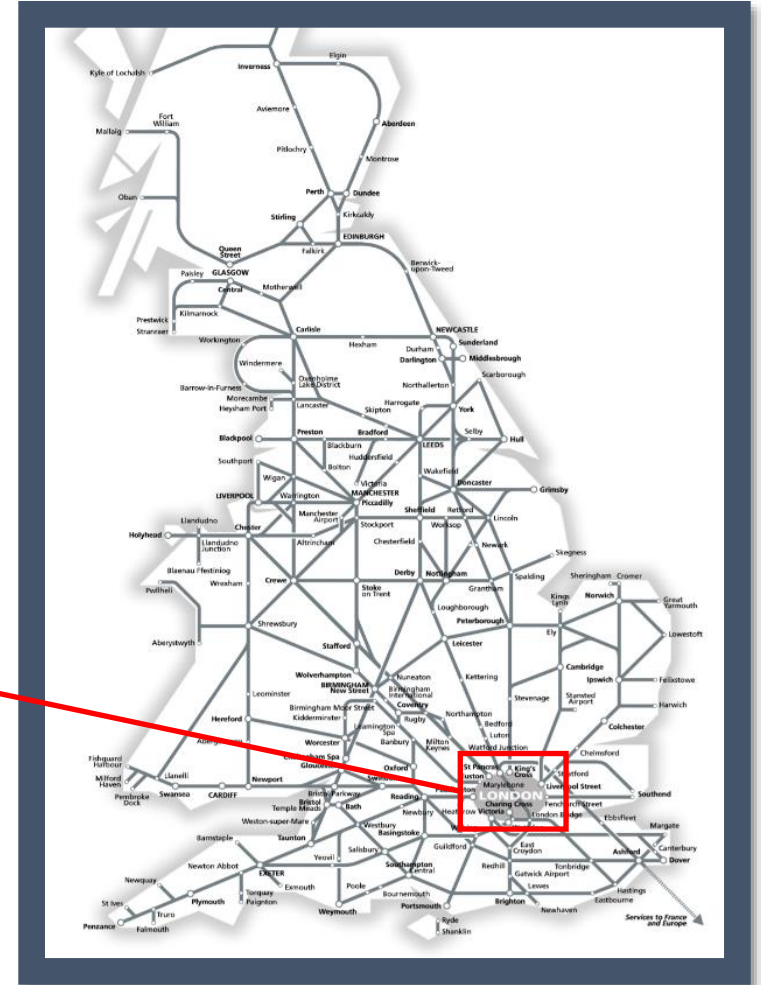 Elgin
Inverness
Kyle of Lochalsh
Aviemore
Fort
William
Mallaig
Aberdeen
Pitlochry
Montrose
Perth
Dundee
Oban
Stirling
Kirkcaldy
EDINBURGH
Queen
Street
Falkirk
Berwick-
upon-Tweed
Paisley
GLASGOW
Central
Motherwell
Prestwick
Kilmarnock
Stranraer
Carlisle
NEWCASTLE
Workington
Hexham
Durham
Sunderland
Darlington
Middlesbrough
Windermere
Scarborough
Oxenholme
Lake District
Barrow-in-Furness
Northallerton
Morecambe
Heysham Port
Lancaster
Harrogate
Skipton
York
Blackpool
Preston
Bradford
LEEDS
Selby
Hull
Blackburn
Huddersfield
Southport
Bolton
Wakefield
Wigan
Victoria
MANCHESTER
Piccadilly
Doncaster
Grimsby
LIVERPOOL
Warrington
Manchester
Airport
Sheffield
Retford
Lincoln
Llandudno
Chester
Stockport
Worksop
Holyhead
Llandudno
Junction
Altrincham
Chesterfield
Newark
Skegness
Blaenau Ffestiniog
Derby
Nottingham
Pwllheli
Wrexham
Crewe
Stoke
on Trent
Grantham
Spalding
Sheringham
Cromer
Kings
Lynn
Norwich
Great
Yarmouth
Loughborough
Shrewsbury
Peterborough
Aberystwyth
Stafford
Leicester
Ely
Lowestoft
Wolverhampton
BIRMINGHAM
New Street
Nuneaton
Birmingham
International
Kettering
Cambridge
Ipswich
Felixstowe
Leominster
Birmingham Moor Street
Kidderminster
Coventry
Rugby
Northampton
Stevenage
Stansted
Airport
Harwich
Hereford
Leamington
Spa
Bedford
Colchester
Worcester
Banbury
Milton
Keynes
Luton
Watford Junction
Chelmsford
Fishguard
Harbour
Oxford
St Pancras
King's
Cross
Stratford
Milford
Haven
Llanelli
Newport
Marylebone
Liverpool Street
Pembroke
Dock
Swansea
CARDIFF
Bristol Parkway
Reading
LONDON
Southend
Bristol
Temple Meads
Bath
Charing Cross
Fenchurch Street
Newbury
Heathrow
Victoria
London Bridge
Ebbsfleet
Weston-super-Mare
Westbury
Basingstoke
Margate
Barnstaple
Taunton
Salisbury
Guildford
East
Croydon
Canterbury
Newton Abbot
Yeovil
Southampton
Central
Redhill
Tonbridge
Ashford
Dover
EXETER
Gatwick Airport
Newquay
Exmouth
Poole
Lewes
Hastings
St Ives
Plymouth
Torquay
Paignton
Bournemouth
Eastbourne
Truro
Weymouth
Portsmouth
Brighton
Newhaven
Penzance
Falmouth
Ryde
Shanklin
Services to France
and Europe